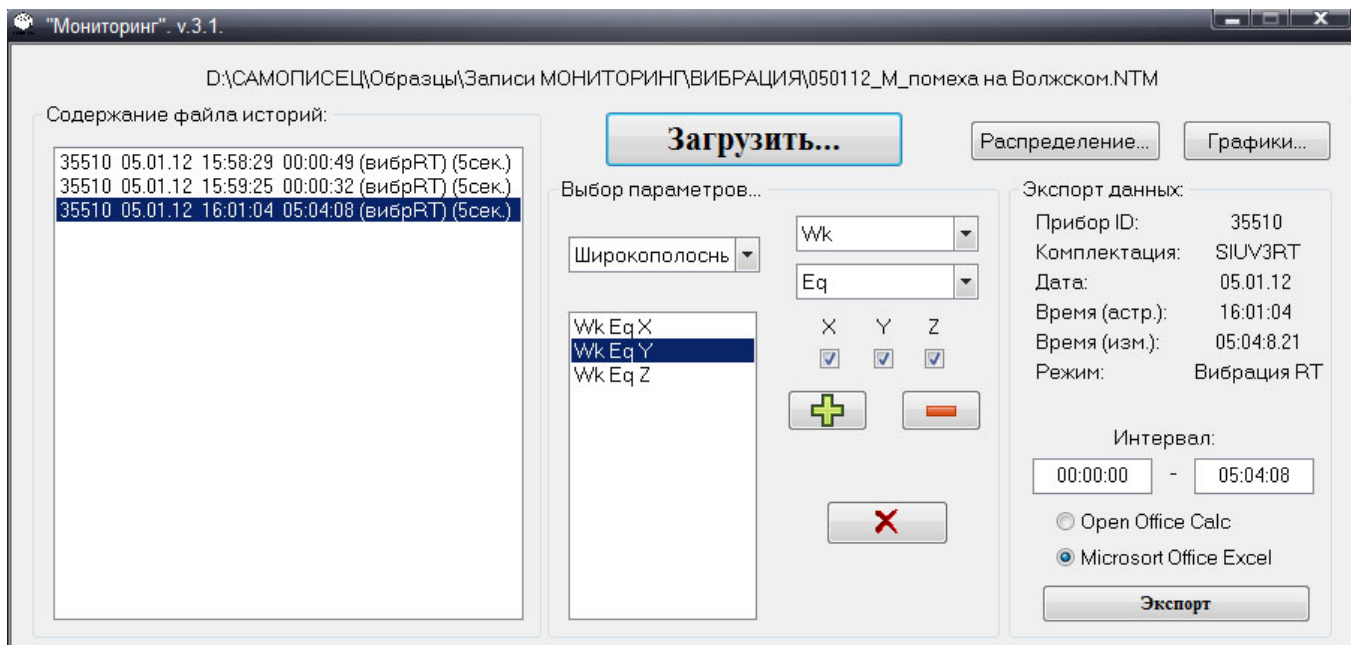 "Мониторинг". v.3.1.
D:\САМОПИСЕЦ\Образцы\Записи МОНИТОРИНГ\ВИБРАЦИЯ\050112_М_помеха на Волжском.NTM
Содержание файла историй:
35510 05.01.12 15:58:29 00:00:49 (вибрRT) (5сек.)
35510 05.01.12 15:59:25 00:00:32 (вибрRT) (5сек.)
35510 05.01.12 16:01:04 05:04:08 (вибрRT) (5сек.)
Загрузить...
Распределение...
Графики...
Выбор параметров...
Широкополоснь
Wk
Eq
Wk Eq X
Wk Eq Y
Wk Eq Z
X Y Z
Экспорт данных:
Прибор ID: 35510
Комплектация: SIUV3RT
Дата: 05.01.12
Время (астр.): 16:01:04
Время (изм.): 05:04:8.21
Режим: Вибрация RT
Интервал:
00:00:00 - 05:04:08
Open Office Calc
Microsort Office Excel
Экспорт